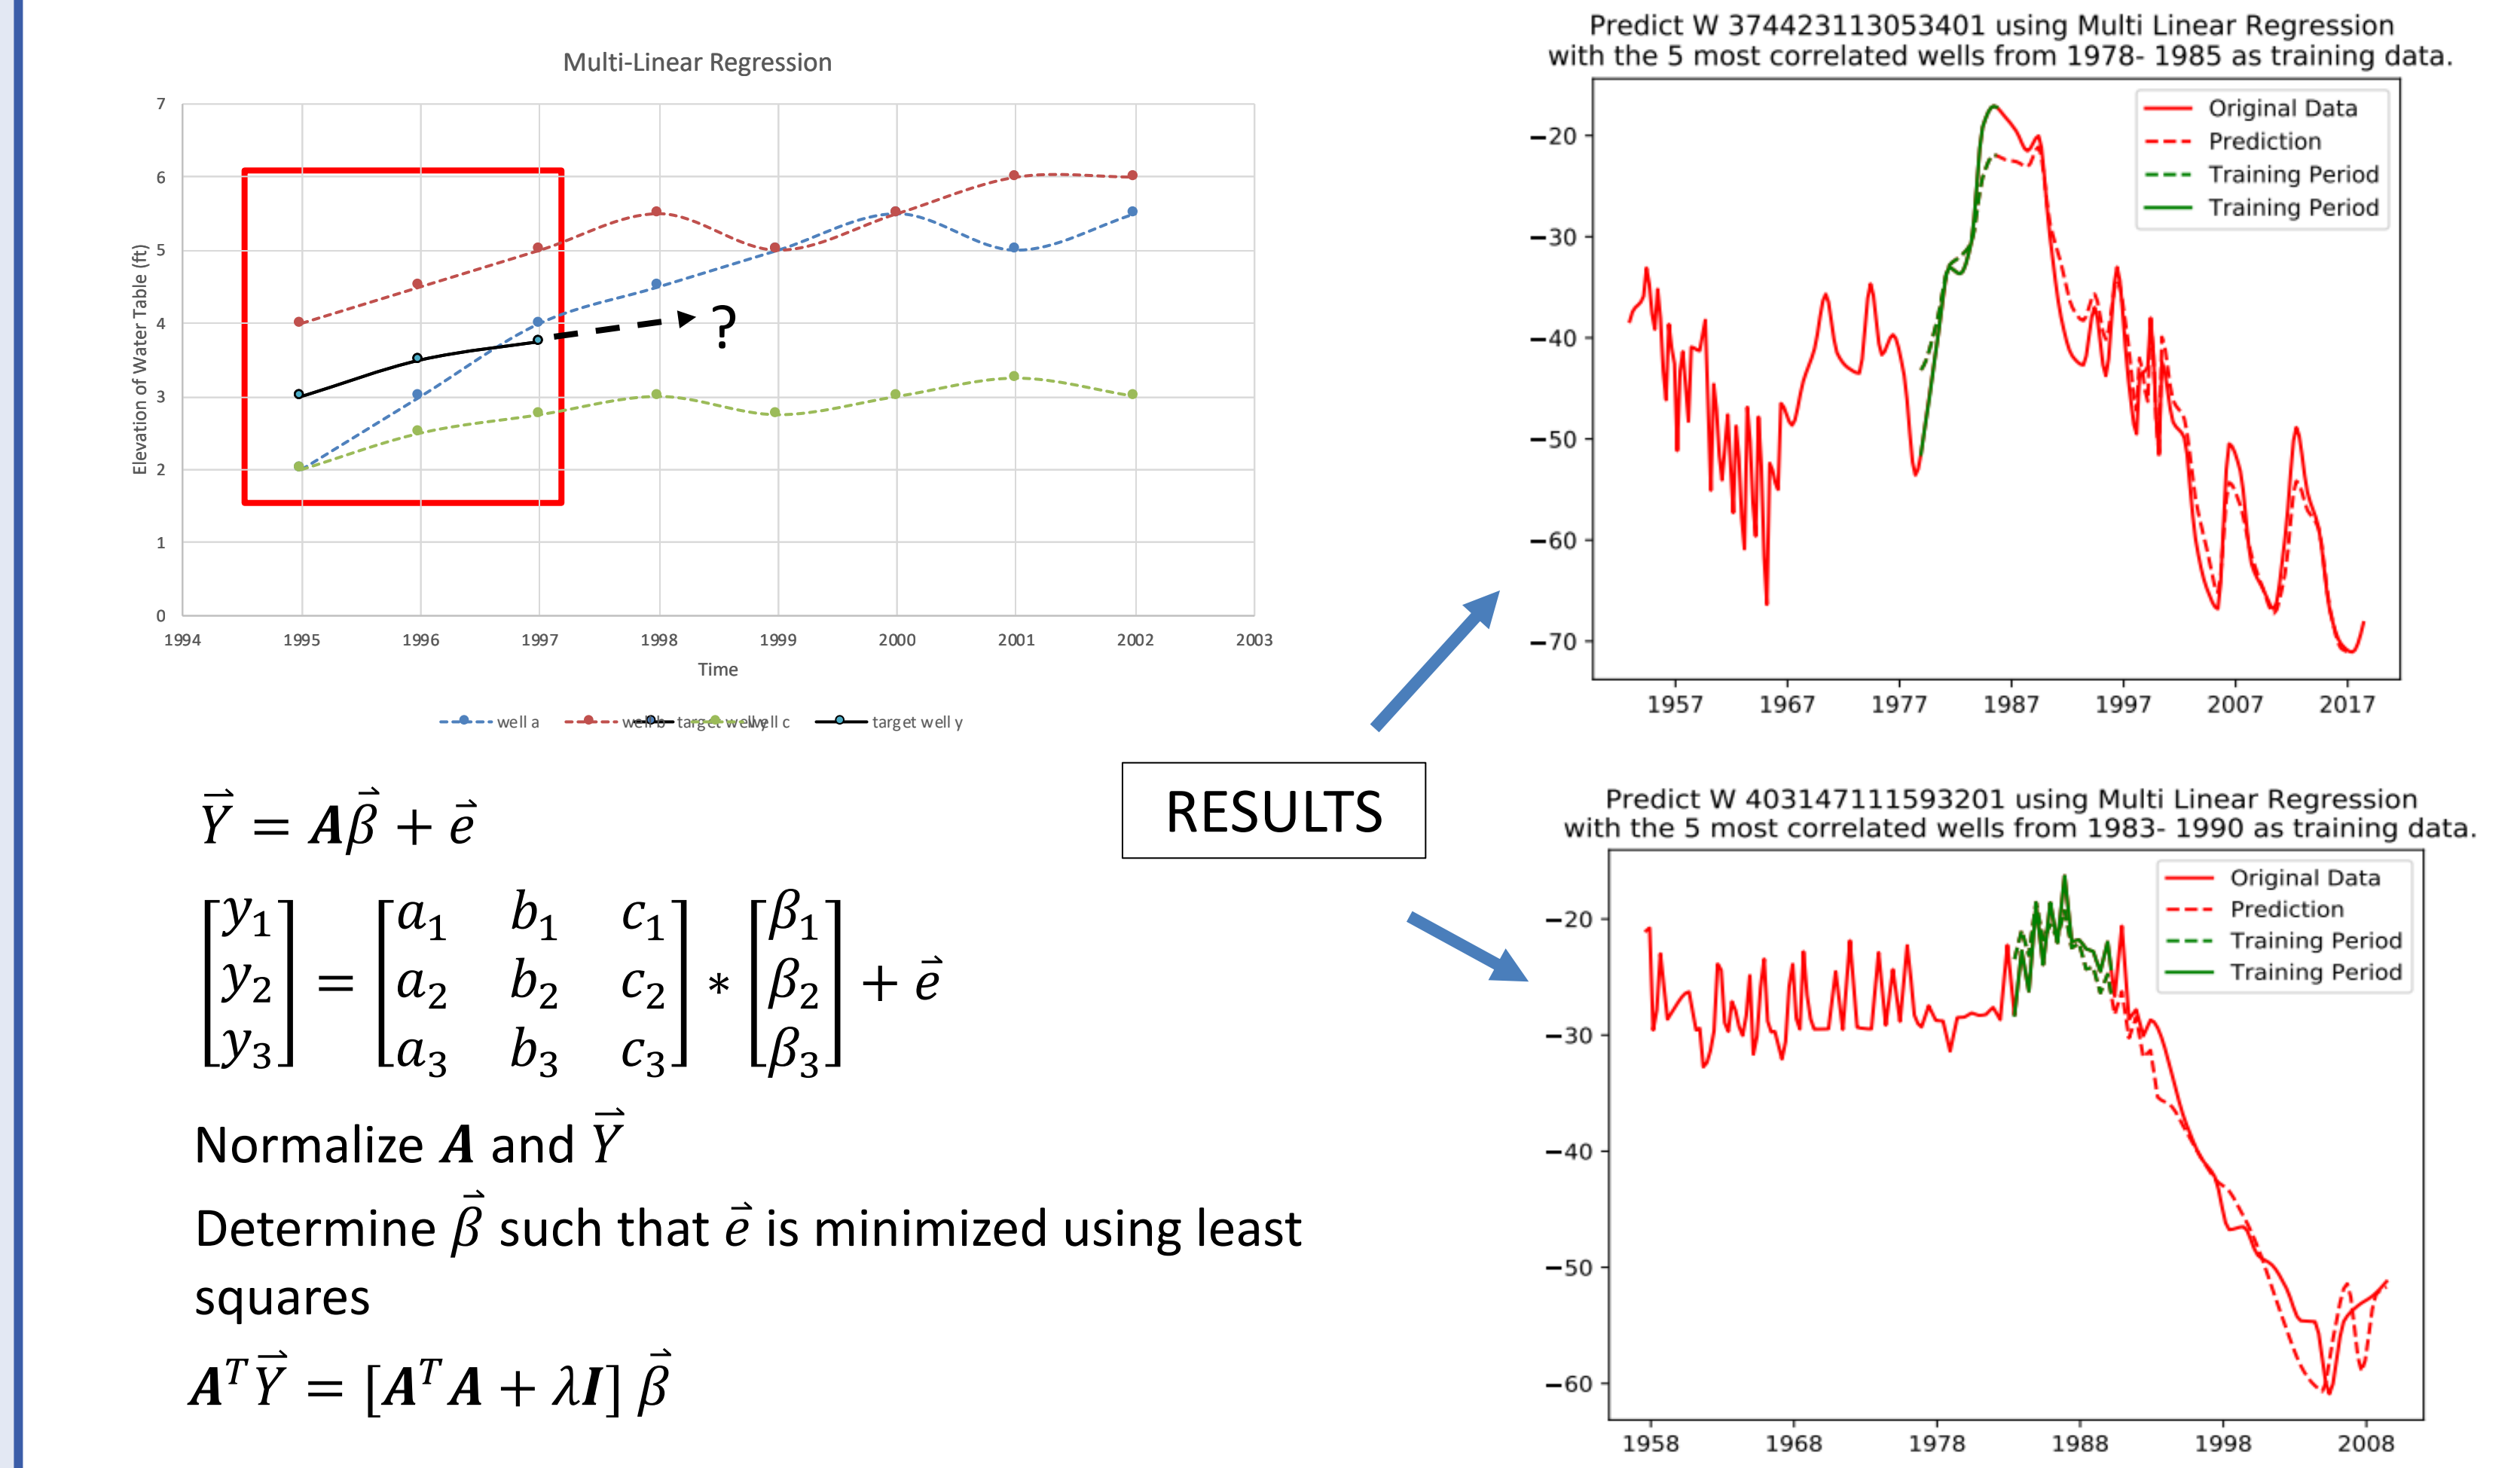 Multi-Linear Regression
Elevation of Water Table (ft)
7
6
5
4
3
2
1
0
?
1994 1995 1996 1997 1998 1999 2000 2001 2002 2003
Time
well a well b target well y well c target well y
Y⃗ = Aβ⃗ + e⃗
[y₁ y₂ y₃] = [a₁ b₁ c₁ a₂ b₂ c₂ a₃ b₃ c₃] * [β₁ β₂ β₃] + e⃗
Normalize A and Y⃗
Determine β⃗ such that e⃗ is minimized using least
squares
AᵀY⃗ = [AᵀA + λI] β⃗
RESULTS
Predict W 374423113053401 using Multi Linear Regression
with the 5 most correlated wells from 1978- 1985 as training data.
Original Data
Prediction
Training Period
Training Period
−20
−30
−40
−50
−60
−70
1957 1967 1977 1987 1997 2007 2017
Predict W 403147111593201 using Multi Linear Regression
with the 5 most correlated wells from 1983- 1990 as training data.
Original Data
Prediction
Training Period
Training Period
−20
−30
−40
−50
−60
1958 1968 1978 1988 1998 2008